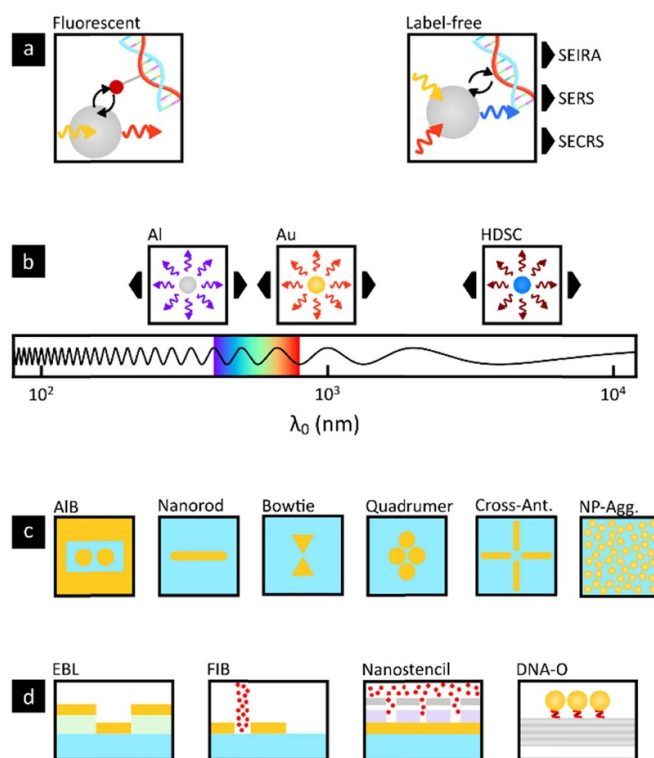 a
Fluorescent
Label-free
SEIRA
SERS
SECRS
b
Al
Au
HDSC
10²
10³
10⁴
λ₀ (nm)
c
AIB
Nanorod
Bowtie
Quadrumer
Cross-Ant.
NP-Agg.
d
EBL
FIB
Nanostencil
DNA-O